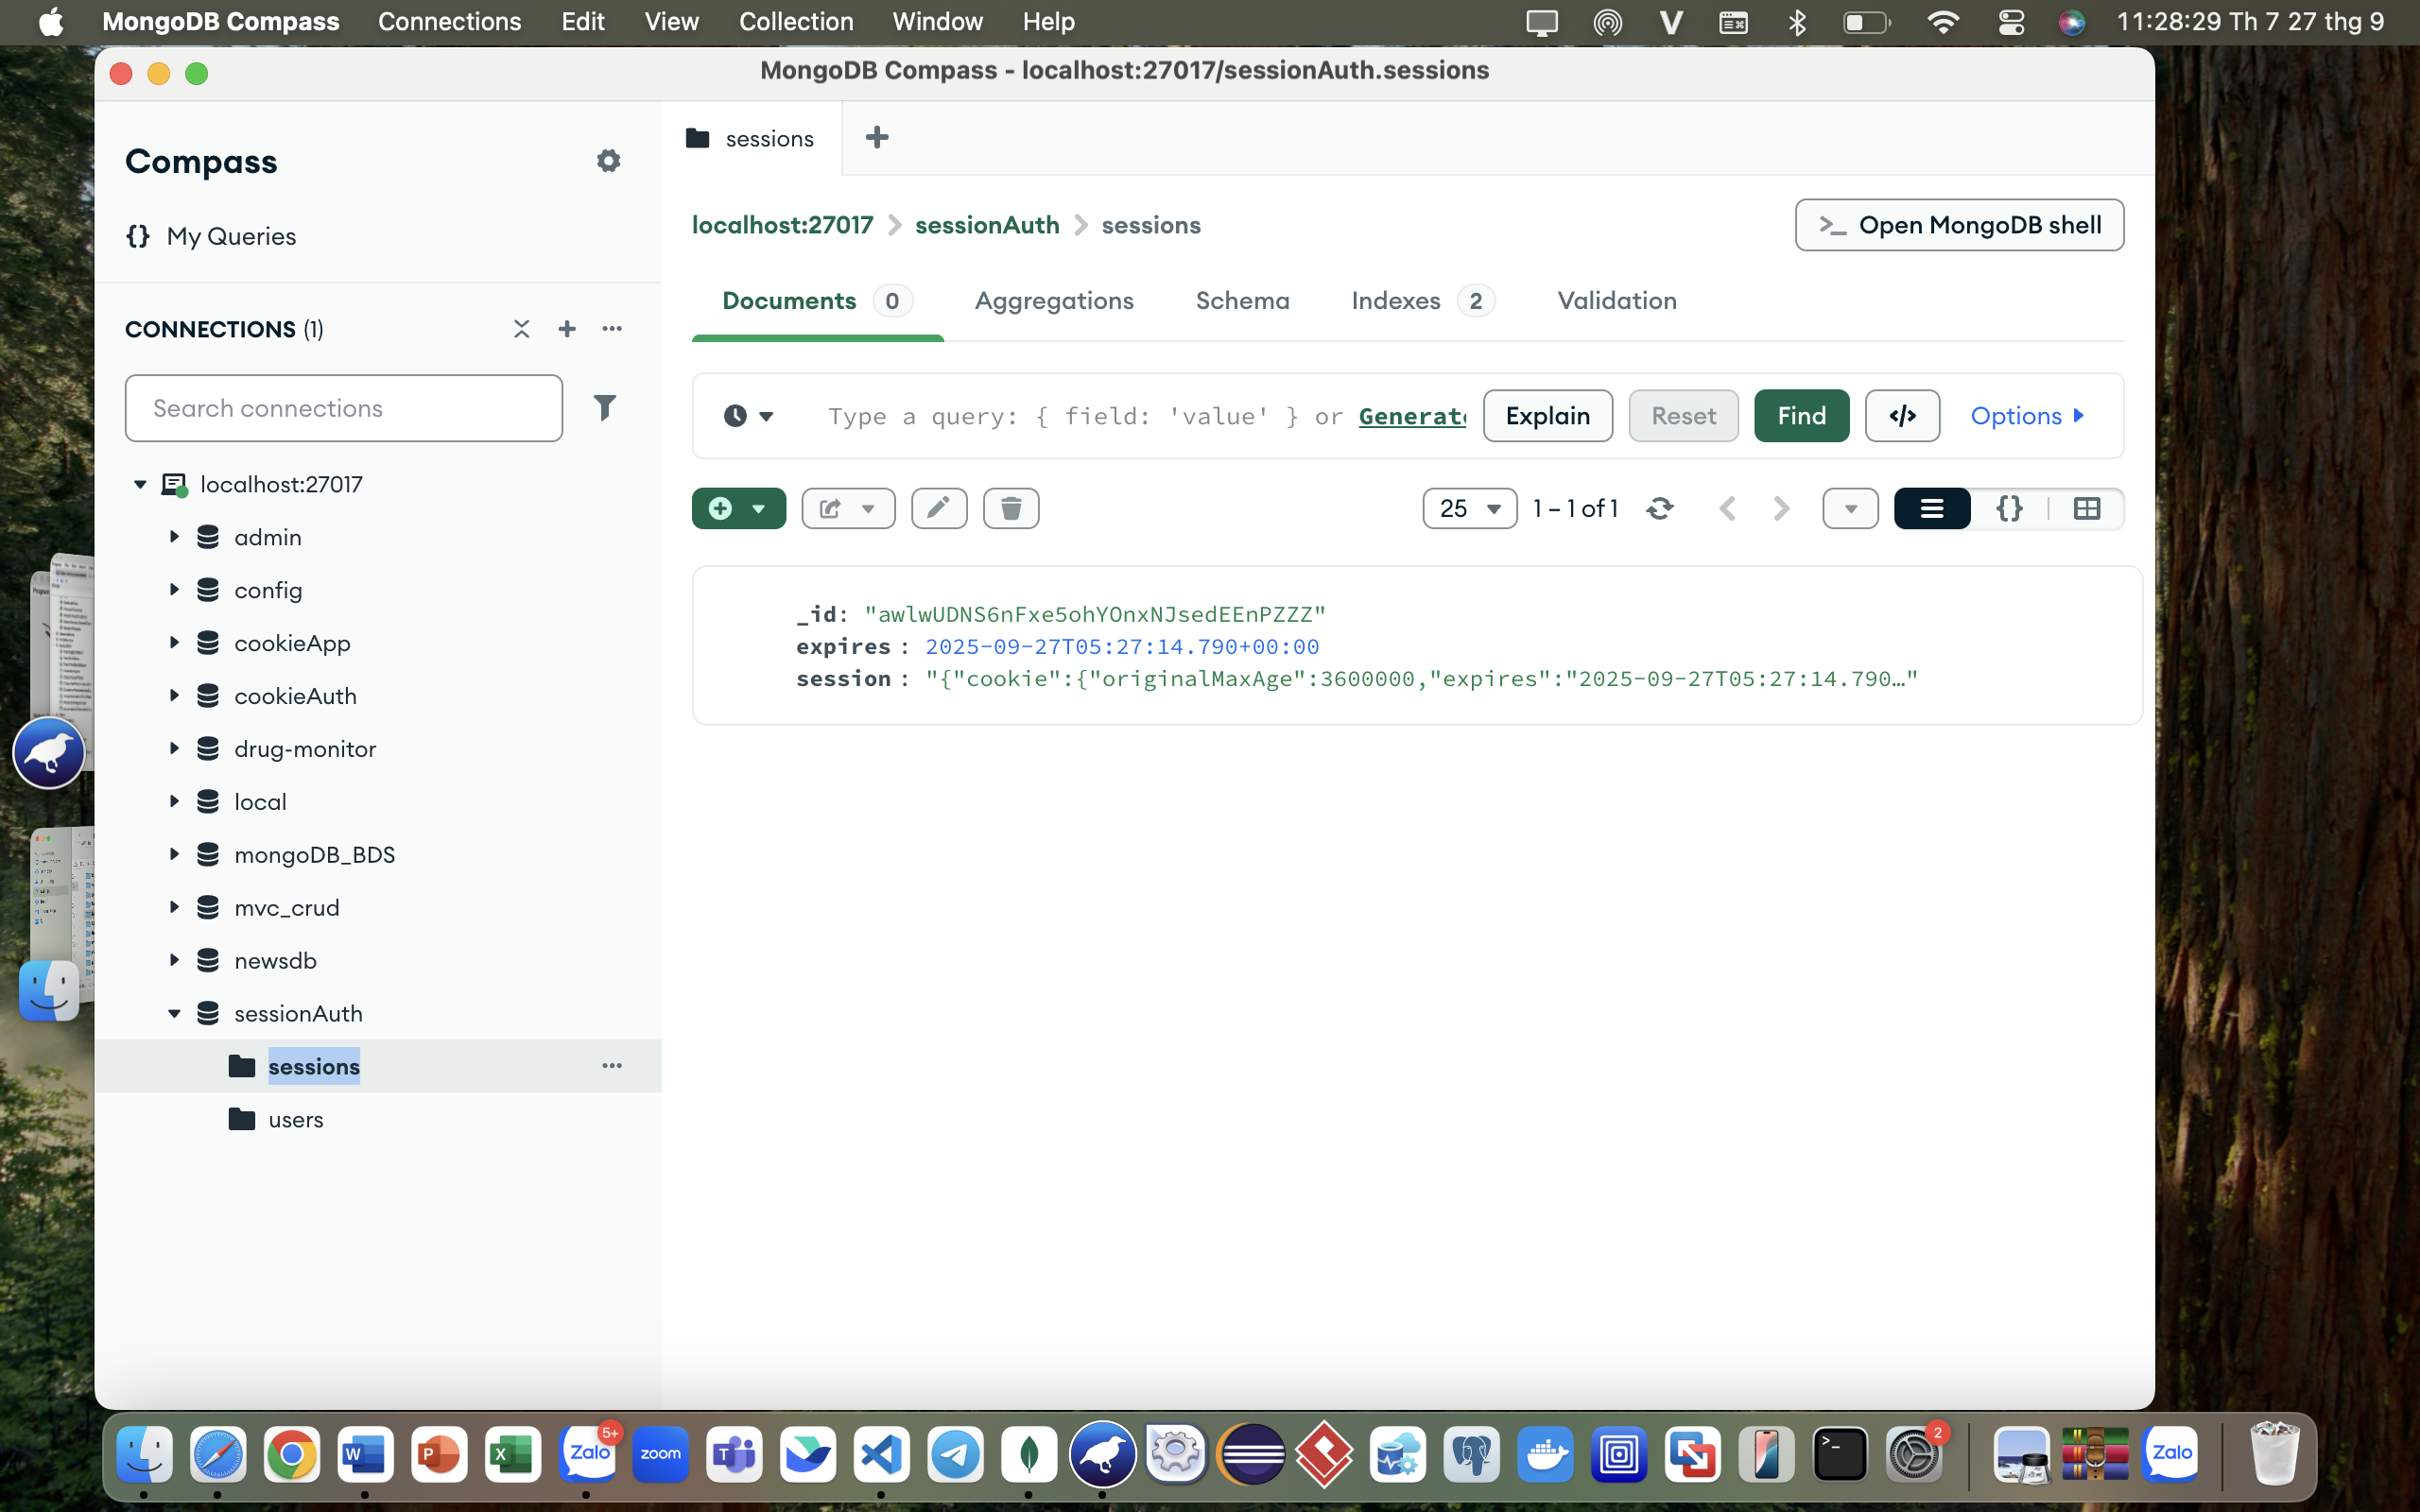 MongoDB Compass Connections Edit View Collection Window Help 11:28:29 Th 7 27 thg 9
MongoDB Compass - localhost:27017/sessionAuth.sessions
Compass
{} My Queries
CONNECTIONS (1)
Search connections
localhost:27017
admin
config
cookieApp
cookieAuth
drug-monitor
local
mongoDB_BDS
mvc_crud
newsdb
sessionAuth
sessions
users
sessions
localhost:27017 > sessionAuth > sessions
>_ Open MongoDB shell
Documents 0 Aggregations Schema Indexes 2 Validation
Type a query: { field: 'value' } or Generate Explain Reset Find </> Options
25 1 – 1 of 1 {}
_id: "awlwUDNS6nFxe5ohYOnxNJsedEEnPZZZ"
expires : 2025-09-27T05:27:14.790+00:00
session : "{"cookie":{"originalMaxAge":3600000,"expires":"2025-09-27T05:27:14.790…"
W P X Zalo 5+ zoom T >_ 2 Zalo